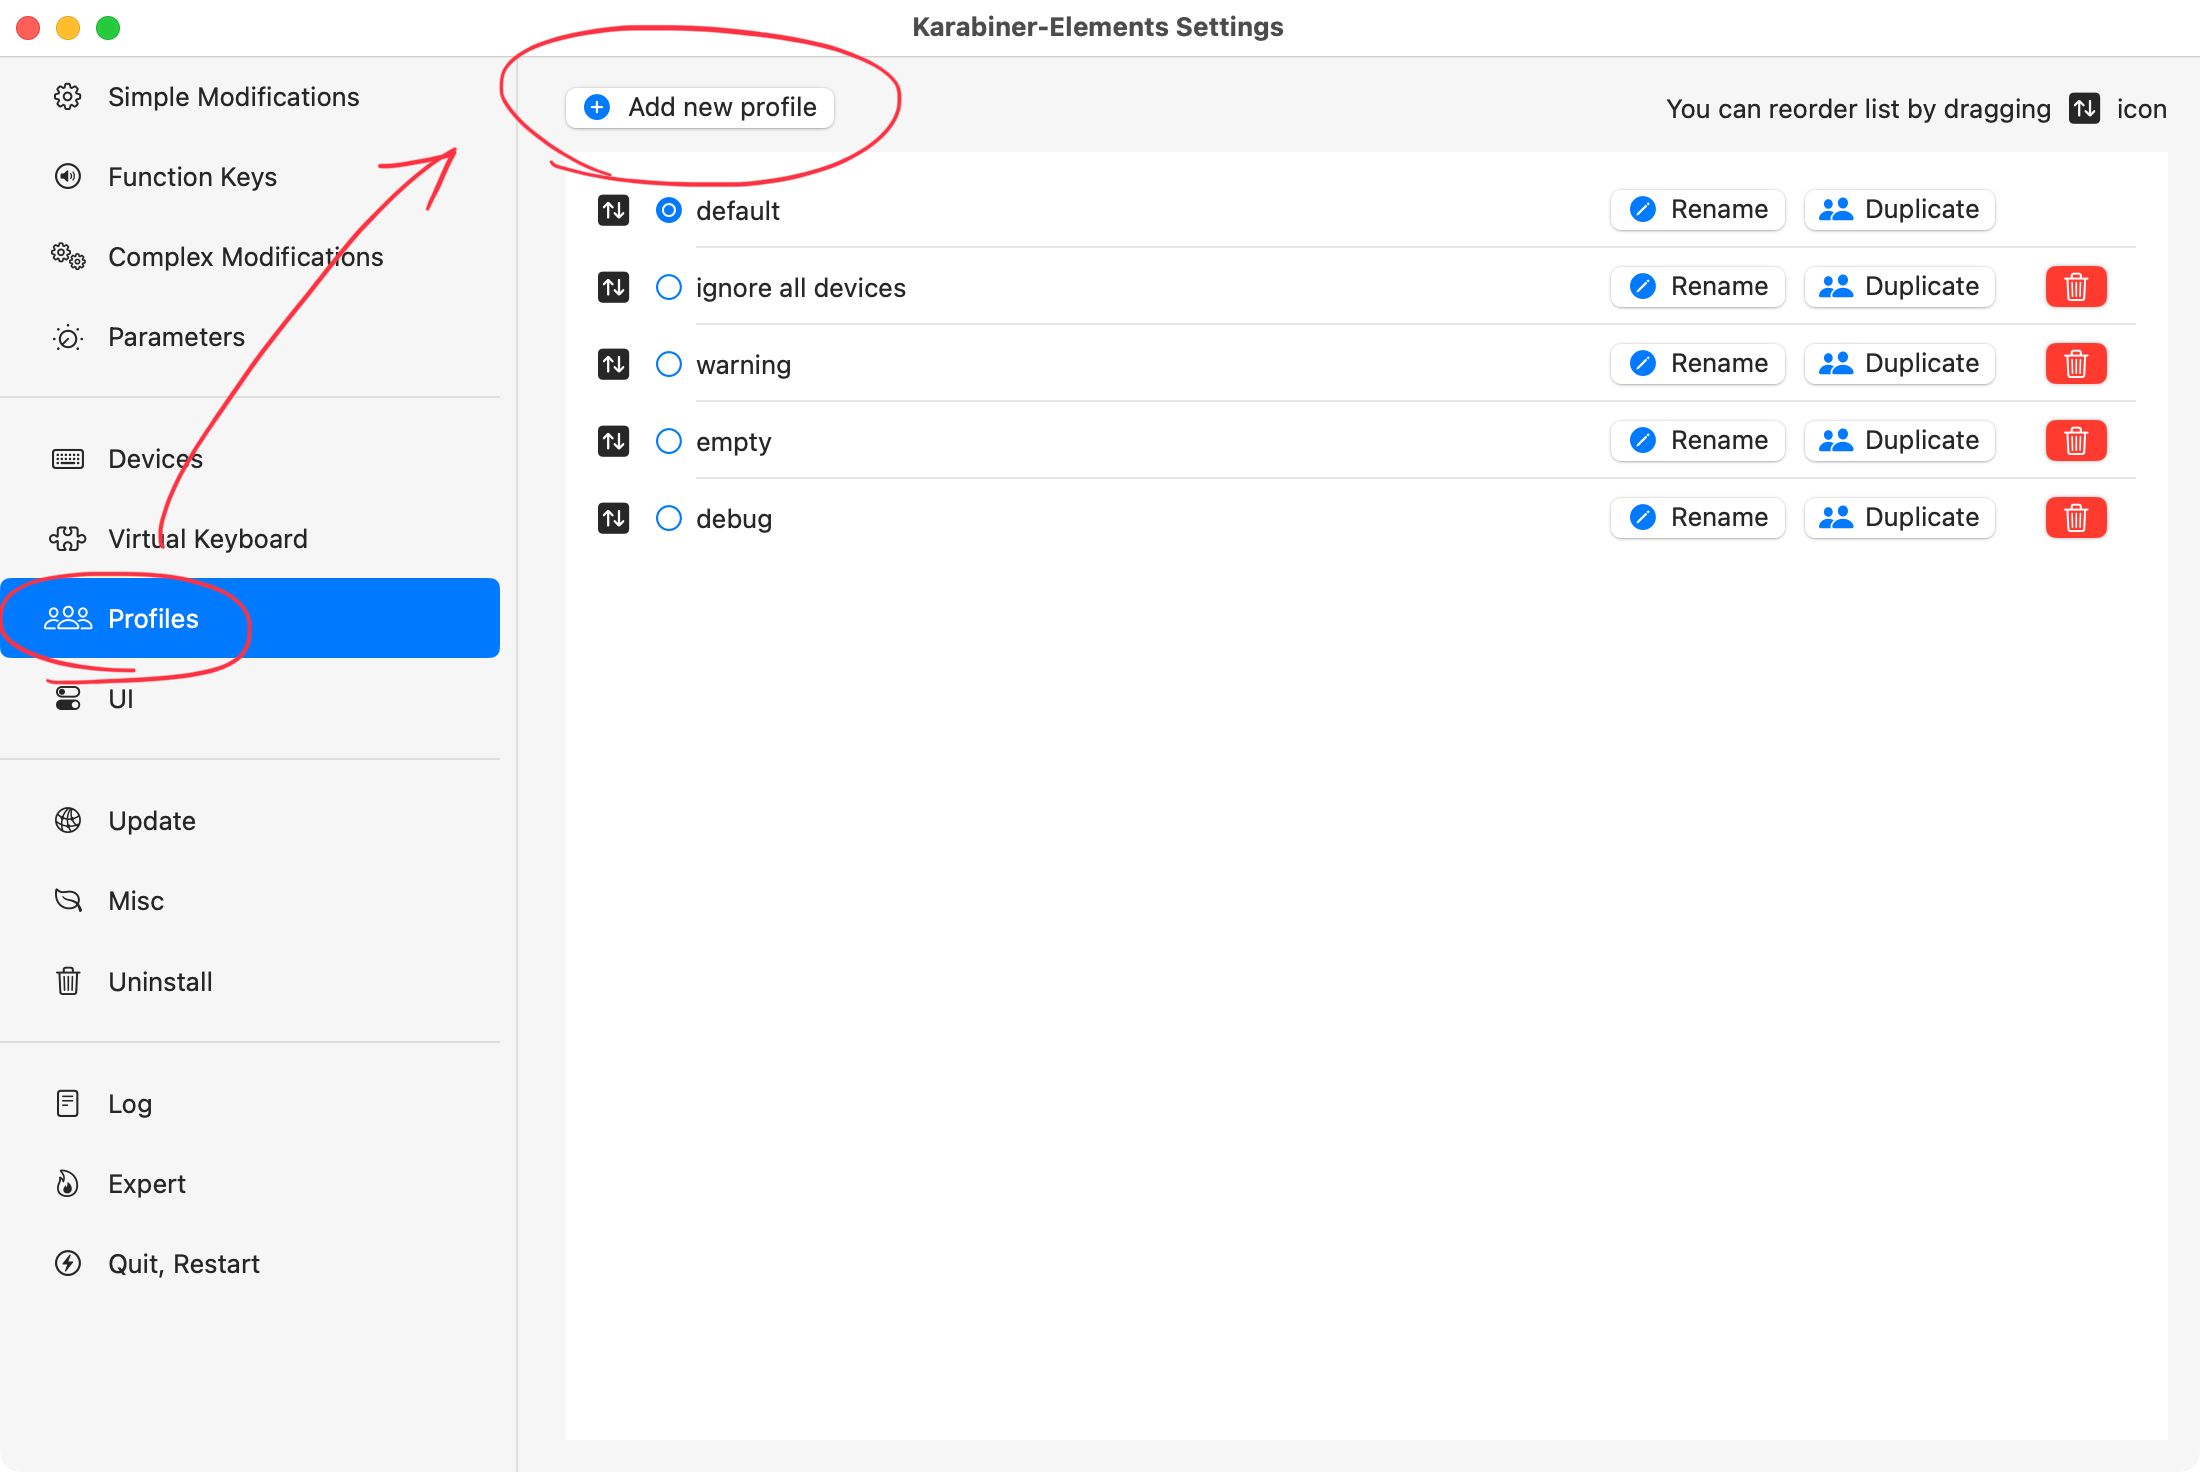 Karabiner-Elements Settings
Simple Modifications
Function Keys
Complex Modifications
Parameters
Devices
Virtual Keyboard
Profiles
UI
Update
Misc
Uninstall
Log
Expert
Quit, Restart
Add new profile
You can reorder list by dragging icon
default Rename Duplicate
ignore all devices Rename Duplicate
warning Rename Duplicate
empty Rename Duplicate
debug Rename Duplicate